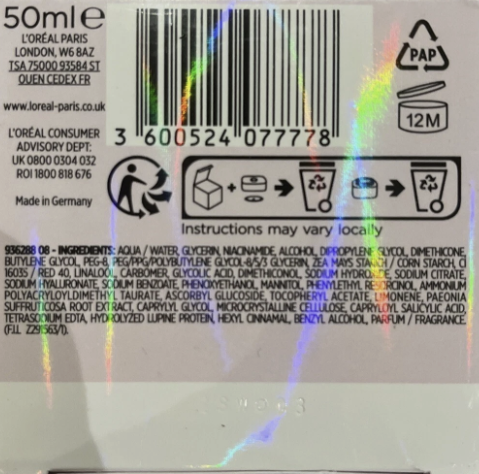 50ml e
L'ORÉAL PARIS
LONDON, W6 8AZ
TSA 75000 93584 ST
OUEN CEDEX FR
www.loreal-paris.co.uk
L'ORÉAL CONSUMER
ADVISORY DEPT:
UK 0800 0304 032
ROI 1800 818 676
Made in Germany
3 600524 077778
PAP
12M
Instructions may vary locally
936288 08 - INGREDIENTS: AQUA / WATER, GLYCERIN, NIACINAMIDE, ALCOHOL, DIPROPYLENE GLYCOL, DIMETHICONE,
BUTYLENE GLYCOL, PEG-8, PEG/PPG/POLYBUTYLENE GLYCOL-8/5/3 GLYCERIN, ZEA MAYS STARCH / CORN STARCH, CI
16035 / RED 40, LINALOOL, CARBOMER, GLYCOLIC ACID, DIMETHICONOL, SODIUM HYDROXIDE, SODIUM CITRATE,
SODIUM HYALURONATE, SODIUM BENZOATE, PHENOXYETHANOL, MANNITOL, PHENYLETHYL RESORCINOL, AMMONIUM
POLYACRYLOYLDIMETHYL TAURATE, ASCORBYL GLUCOSIDE, TOCOPHERYL ACETATE, LIMONENE, PAEONIA
SUFFRUTICOSA ROOT EXTRACT, CAPRYLYL GLYCOL, MICROCRYSTALLINE CELLULOSE, CAPRYLOYL SALICYLIC ACID,
TETRASODIUM EDTA, HYDROLYZED LUPINE PROTEIN, HEXYL CINNAMAL, BENZYL ALCOHOL, PARFUM / FRAGRANCE.
(F.I.L. Z291563/1).